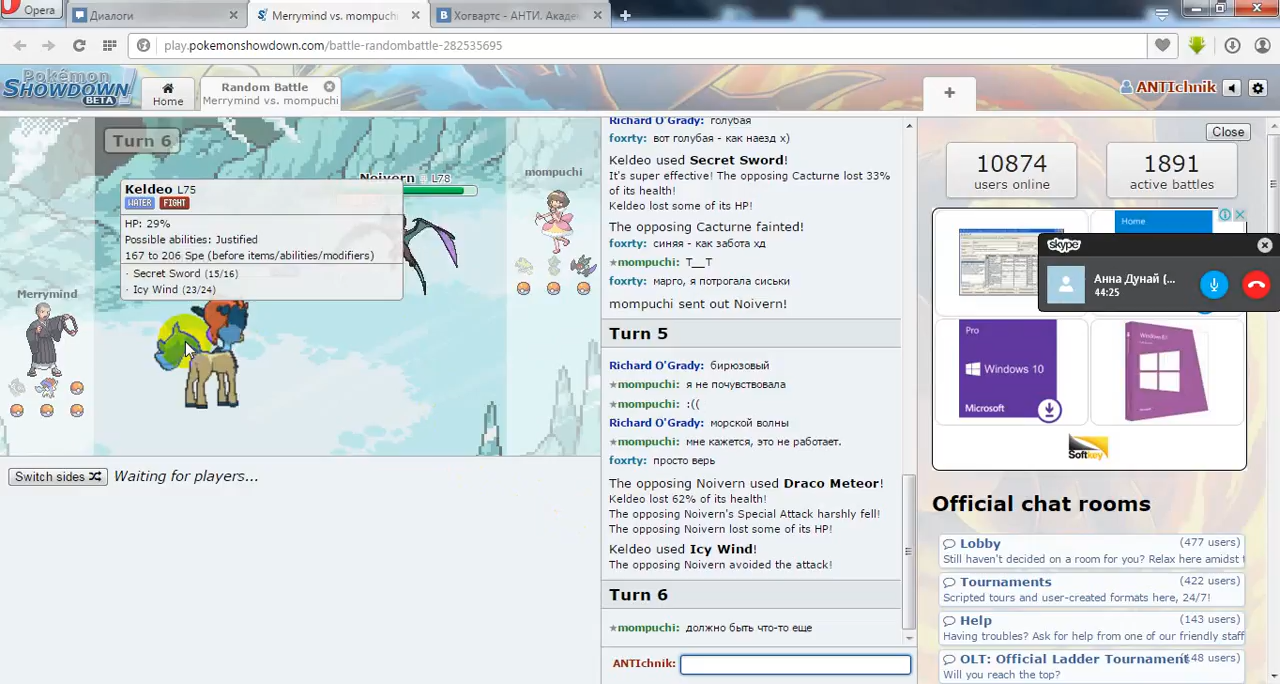 Opera
Диалоги
Merrymind vs. mompuchi
Хогвартс - АНТИ. Акаде
play.pokemonshowdown.com/battle-randombattle-282535695
Pokémon
SHOWDOWN
BETA
Home
Random Battle
Merrymind vs. mompuchi
ANTIchnik
Turn 6
Noivern L78
Keldeo L75
WATER FIGHT
HP: 29%
Possible abilities: Justified
167 to 206 Spe (before items/abilities/modifiers)
· Secret Sword (15/16)
· Icy Wind (23/24)
Merrymind
mompuchi
Switch sides
Waiting for players...
Richard O'Grady: голубая
foxrty: вот голубая - как наезд x)
Keldeo used Secret Sword!
It's super effective! The opposing Cacturne lost 33%
of its health!
Keldeo lost some of its HP!
The opposing Cacturne fainted!
foxrty: синяя - как забота хд
★mompuchi: T__T
foxrty: марго, я потрогала сиськи
mompuchi sent out Noivern!
Turn 5
Richard O'Grady: бирюзовый
★mompuchi: я не почувствовала
★mompuchi: :((
Richard O'Grady: морской волны
★mompuchi: мне кажется, это не работает.
foxrty: просто верь
The opposing Noivern used Draco Meteor!
Keldeo lost 62% of its health!
The opposing Noivern's Special Attack harshly fell!
The opposing Noivern lost some of its HP!
Keldeo used Icy Wind!
The opposing Noivern avoided the attack!
Turn 6
★mompuchi: должно быть что-то еще
ANTIchnik:
Close
10874
users online
1891
active battles
Home
skype
Анна Дунай (...
44:25
Pro
Windows 10
Microsoft
Softkey
Official chat rooms
Lobby (477 users)
Still haven't decided on a room for you? Relax here amidst t
Tournaments (422 users)
Scripted tours and user-created formats here, 24/7!
Help (143 users)
Having troubles? Ask for help from one of our friendly staff
OLT: Official Ladder Tournament (148 users)
Will you reach the top?